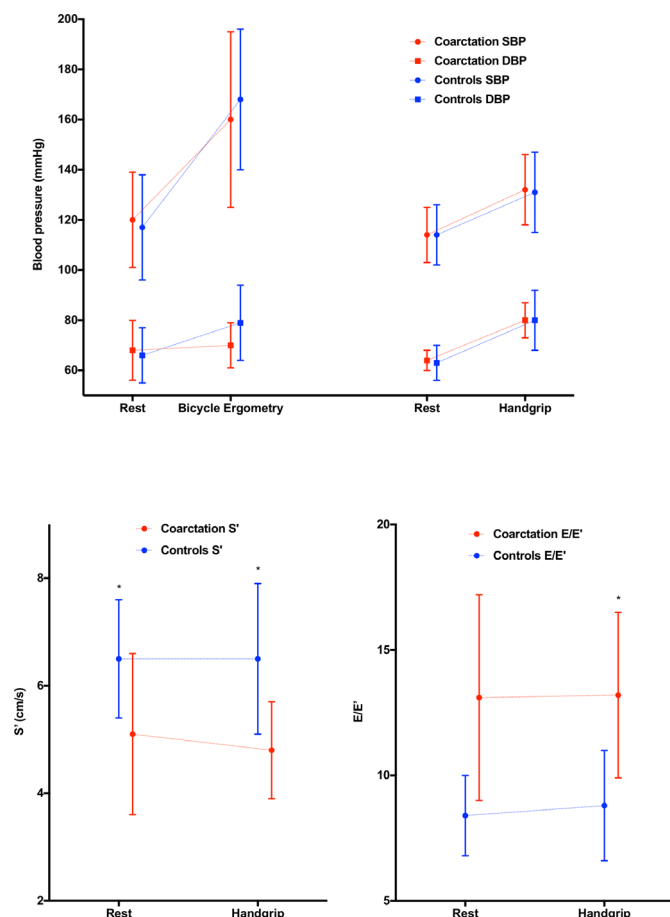 200
180
160
140
120
100
80
60
Blood pressure (mmHg)
Coarctation SBP
Coarctation DBP
Controls SBP
Controls DBP
Rest
Bicycle Ergometry
Rest
Handgrip
8
6
4
2
S' (cm/s)
Coarctation S'
Controls S'
*
*
Rest
Handgrip
20
15
10
5
E/E'
Coarctation E/E'
Controls E/E'
*
Rest
Handgrip